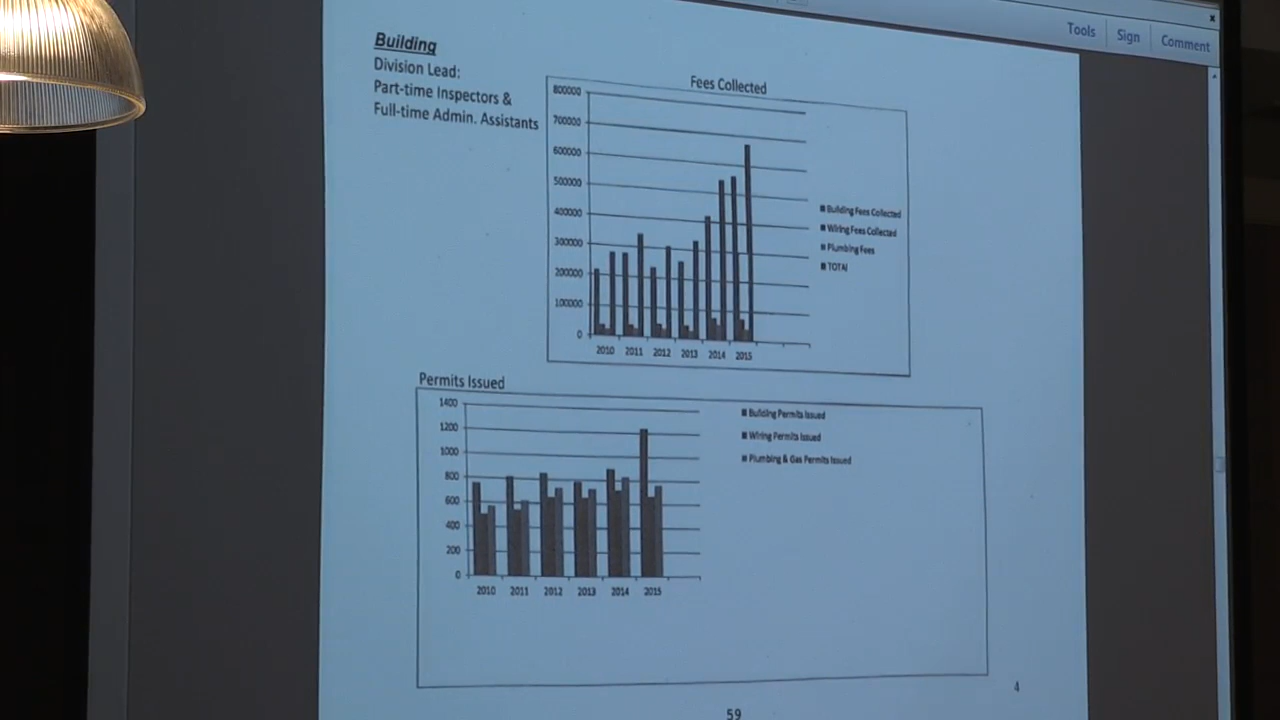 Tools Sign Comment
Building
Division Lead:
Part-time Inspectors &
Full-time Admin. Assistants
Fees Collected
800000
700000
600000
500000
400000
300000
200000
100000
0
2010 2011 2012 2013 2014 2015
Building Fees Collected
Wiring Fees Collected
Plumbing Fees
TOTAl
Permits Issued
1400
1200
1000
800
600
400
200
0
2010 2011 2012 2013 2014 2015
Building Permits Issued
Wiring Permits Issued
Plumbing & Gas Permits Issued
4
59